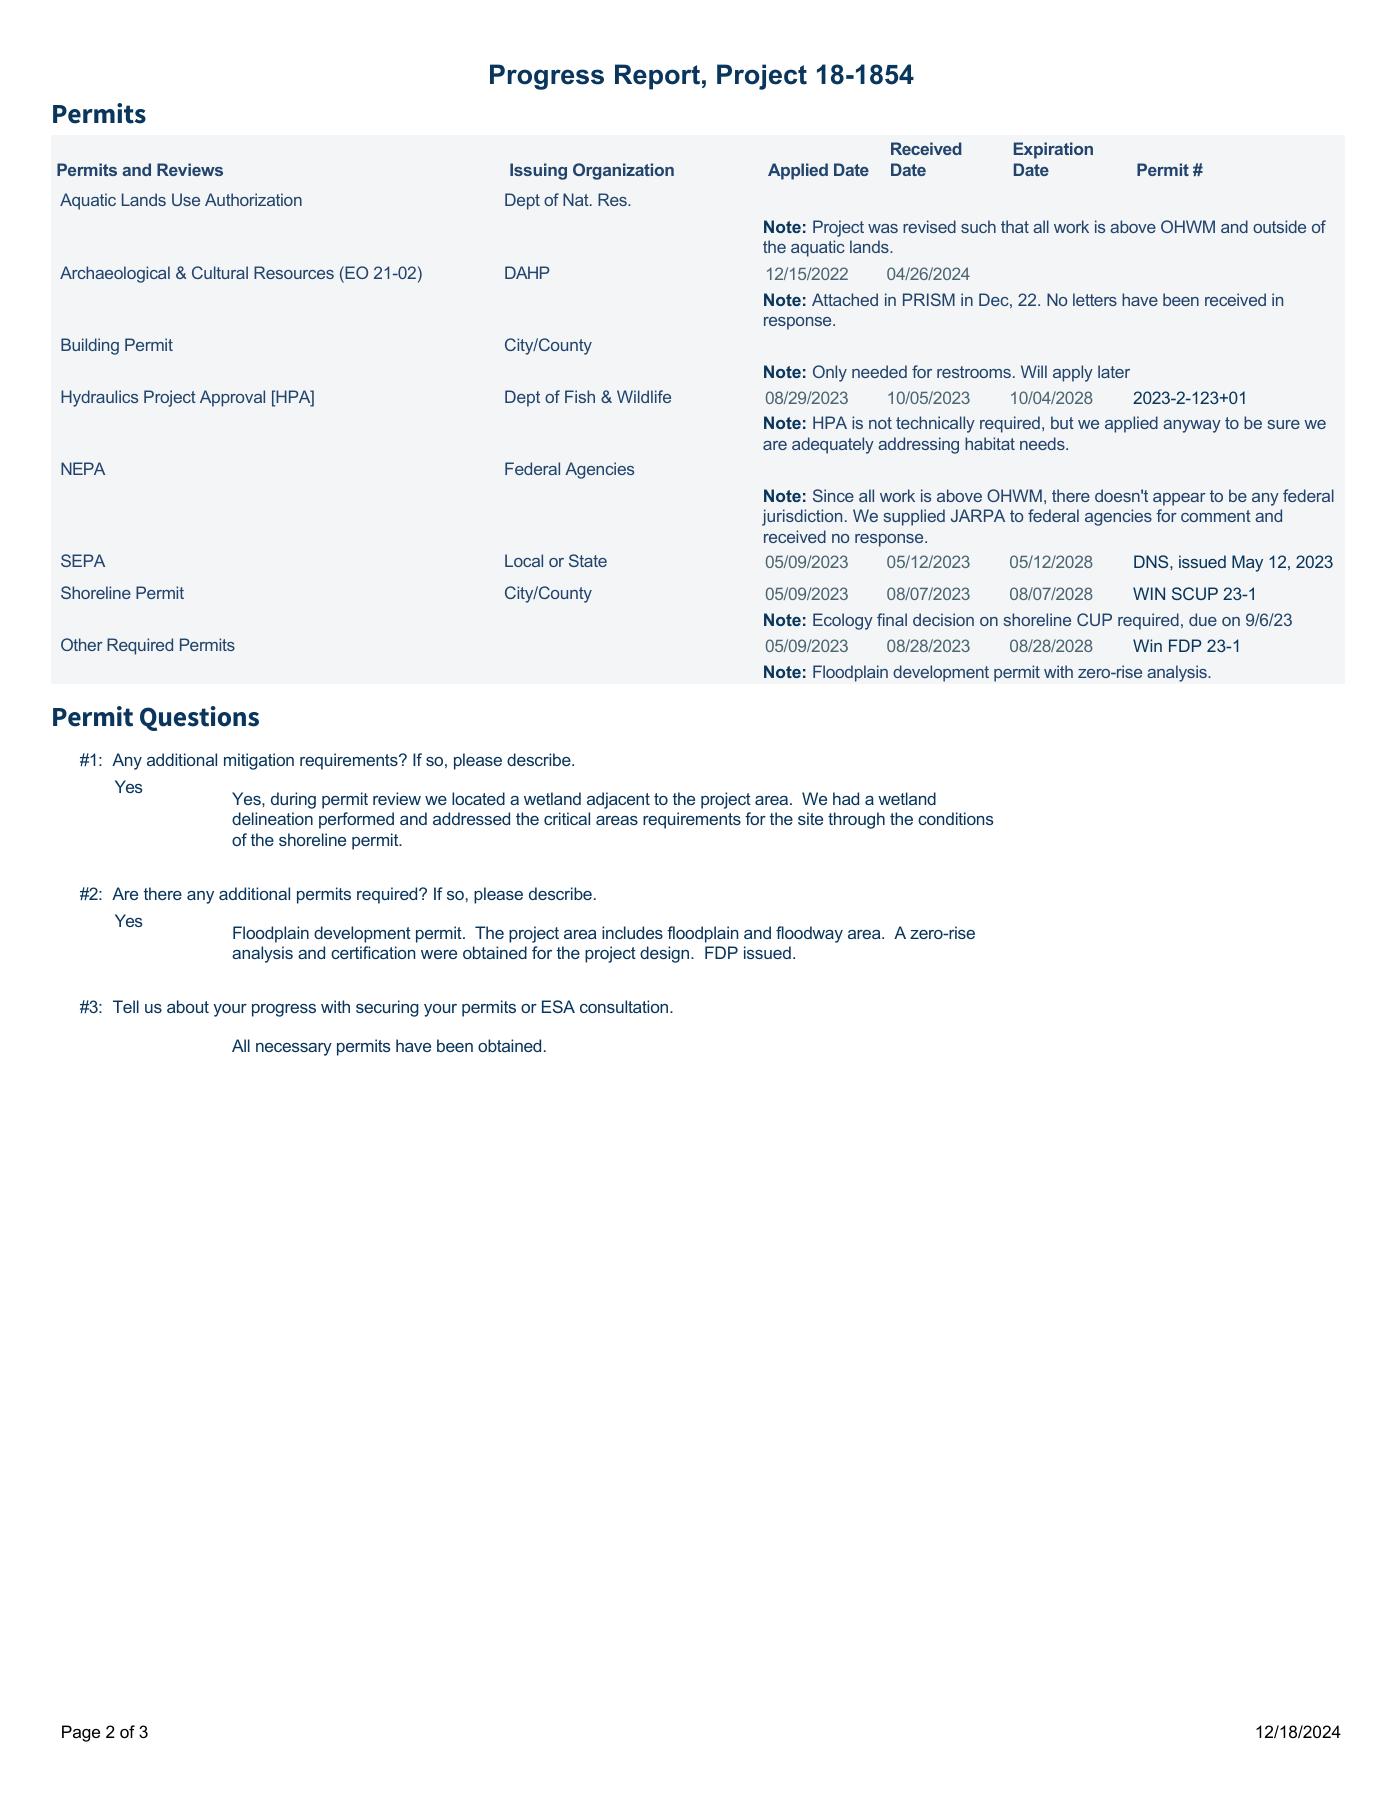 Progress Report, Project 18-1854
Permits
Permits and Reviews Issuing Organization Applied Date Received Date Expiration Date Permit #
Aquatic Lands Use Authorization Dept of Nat. Res.
Note: Project was revised such that all work is above OHWM and outside of
the aquatic lands.
Archaeological & Cultural Resources (EO 21-02) DAHP 12/15/2022 04/26/2024
Note: Attached in PRISM in Dec, 22. No letters have been received in
response.
Building Permit City/County
Note: Only needed for restrooms. Will apply later
Hydraulics Project Approval [HPA] Dept of Fish & Wildlife 08/29/2023 10/05/2023 10/04/2028 2023-2-123+01
Note: HPA is not technically required, but we applied anyway to be sure we
are adequately addressing habitat needs.
NEPA Federal Agencies
Note: Since all work is above OHWM, there doesn't appear to be any federal
jurisdiction. We supplied JARPA to federal agencies for comment and
received no response.
SEPA Local or State 05/09/2023 05/12/2023 05/12/2028 DNS, issued May 12, 2023
Shoreline Permit City/County 05/09/2023 08/07/2023 08/07/2028 WIN SCUP 23-1
Note: Ecology final decision on shoreline CUP required, due on 9/6/23
Other Required Permits 05/09/2023 08/28/2023 08/28/2028 Win FDP 23-1
Note: Floodplain development permit with zero-rise analysis.
Permit Questions
#1: Any additional mitigation requirements? If so, please describe.
Yes
Yes, during permit review we located a wetland adjacent to the project area. We had a wetland
delineation performed and addressed the critical areas requirements for the site through the conditions
of the shoreline permit.
#2: Are there any additional permits required? If so, please describe.
Yes
Floodplain development permit. The project area includes floodplain and floodway area. A zero-rise
analysis and certification were obtained for the project design. FDP issued.
#3: Tell us about your progress with securing your permits or ESA consultation.
All necessary permits have been obtained.
Page 2 of 3 12/18/2024